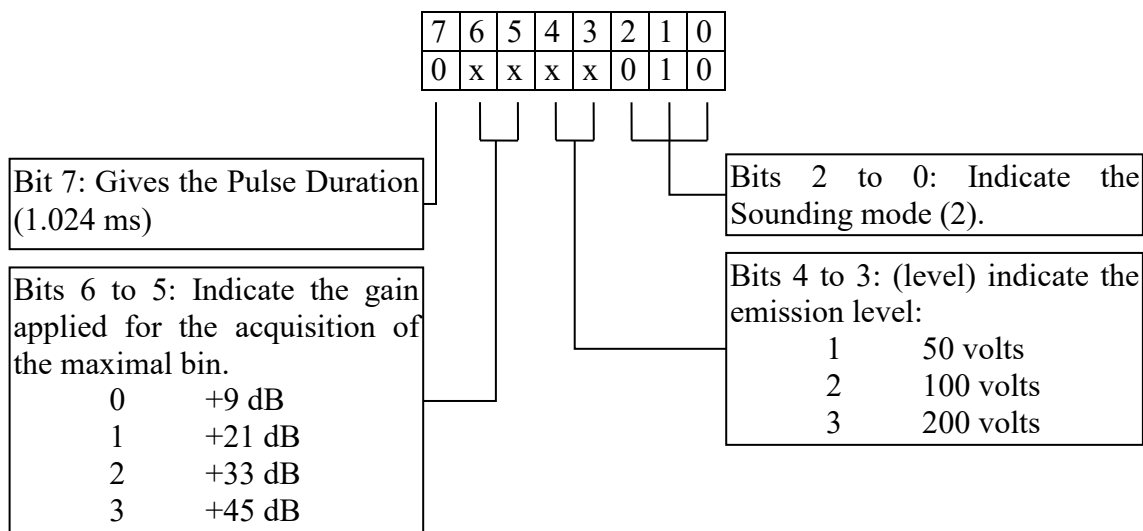 7 6 5 4 3 2 1 0
0 x x x x 0 1 0
Bit 7: Gives the Pulse Duration
(1.024 ms)
Bits 2 to 0: Indicate the
Sounding mode (2).
Bits 6 to 5: Indicate the gain
applied for the acquisition of
the maximal bin.
0 +9 dB
1 +21 dB
2 +33 dB
3 +45 dB
Bits 4 to 3: (level) indicate the
emission level:
1 50 volts
2 100 volts
3 200 volts